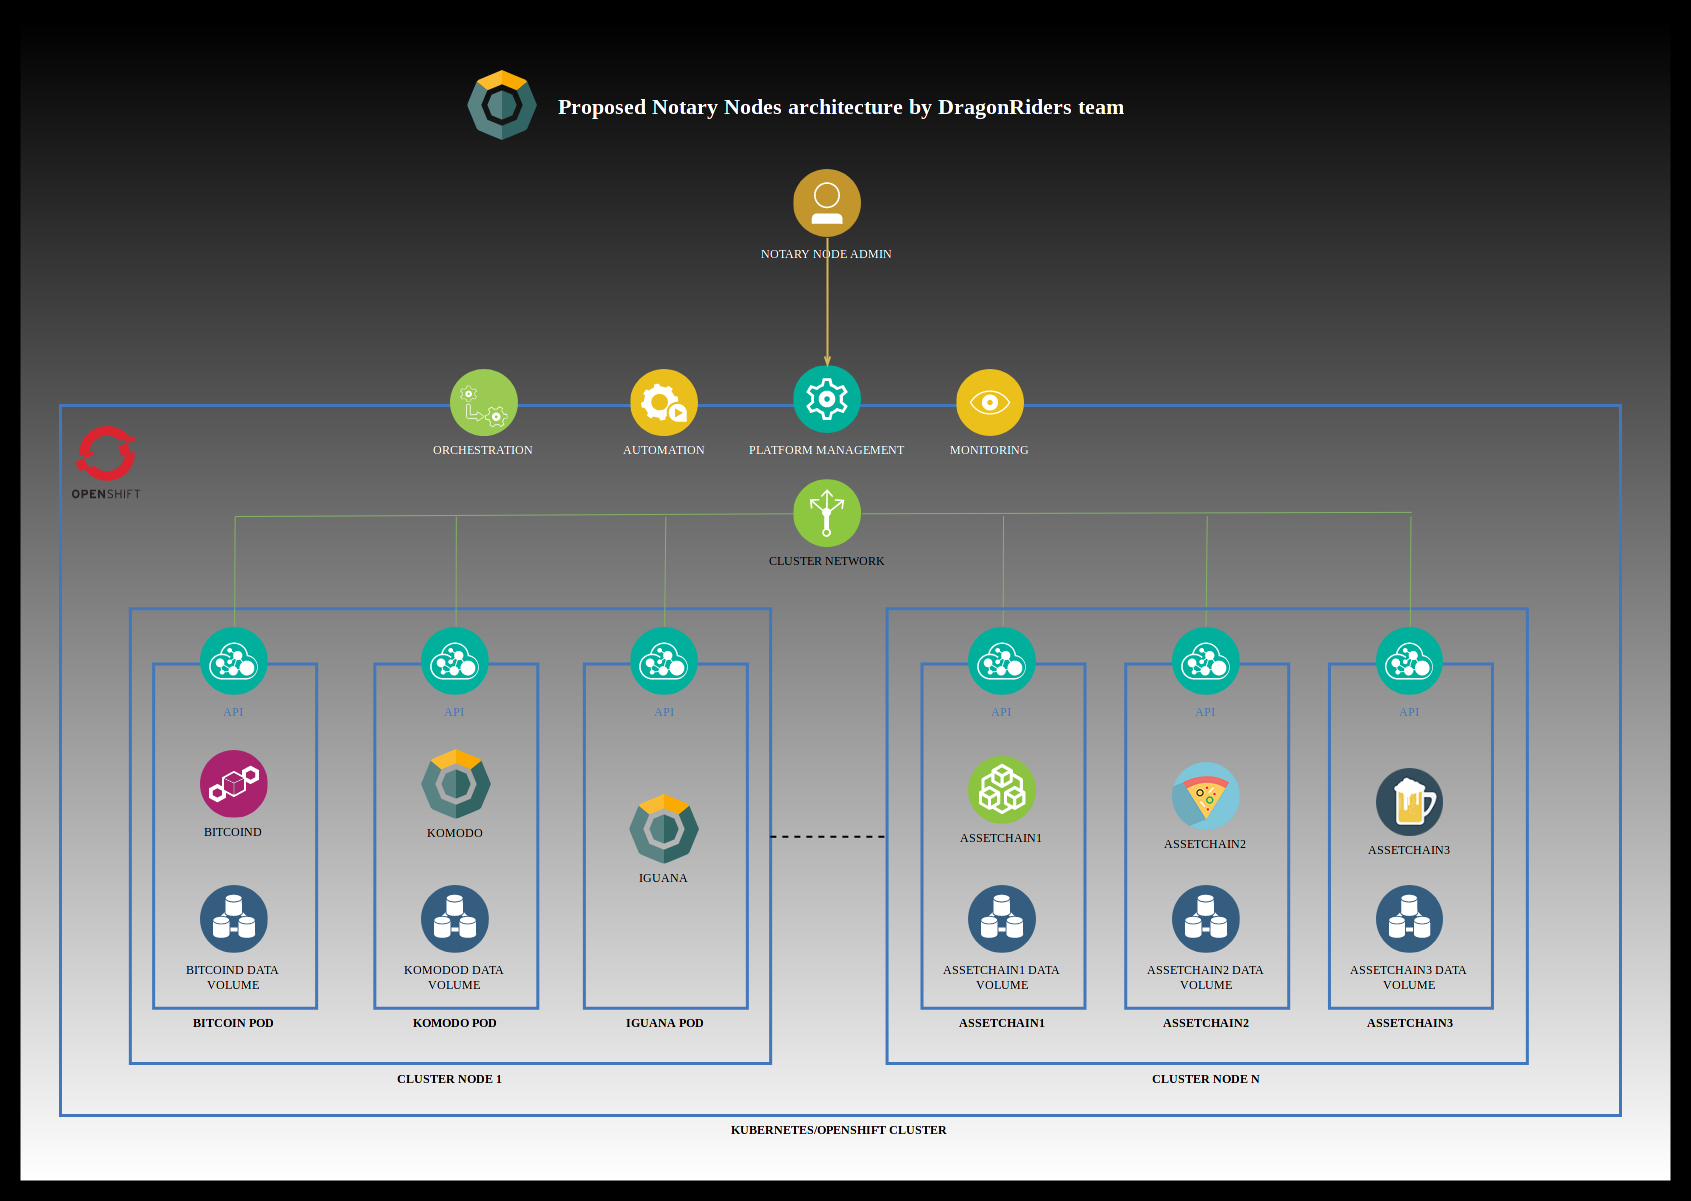 Proposed Notary Nodes architecture by DragonRiders team
NOTARY NODE ADMIN
ORCHESTRATION
AUTOMATION
PLATFORM MANAGEMENT
MONITORING
OPENSHIFT
CLUSTER NETWORK
API
API
API
API
API
API
BITCOIND
KOMODO
IGUANA
ASSETCHAIN1
ASSETCHAIN2
ASSETCHAIN3
BITCOIND DATA
VOLUME
KOMODOD DATA
VOLUME
ASSETCHAIN1 DATA
VOLUME
ASSETCHAIN2 DATA
VOLUME
ASSETCHAIN3 DATA
VOLUME
BITCOIN POD
KOMODO POD
IGUANA POD
ASSETCHAIN1
ASSETCHAIN2
ASSETCHAIN3
CLUSTER NODE 1
CLUSTER NODE N
KUBERNETES/OPENSHIFT CLUSTER